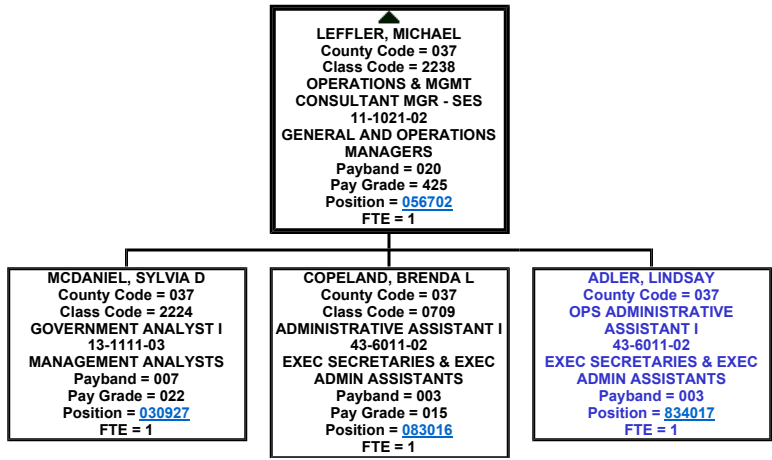 LEFFLER, MICHAEL
County Code = 037
Class Code = 2238
OPERATIONS & MGMT
CONSULTANT MGR - SES
11-1021-02
GENERAL AND OPERATIONS
MANAGERS
Payband = 020
Pay Grade = 425
Position = 056702
FTE = 1
MCDANIEL, SYLVIA D
County Code = 037
Class Code = 2224
GOVERNMENT ANALYST I
13-1111-03
MANAGEMENT ANALYSTS
Payband = 007
Pay Grade = 022
Position = 030927
FTE = 1
COPELAND, BRENDA L
County Code = 037
Class Code = 0709
ADMINISTRATIVE ASSISTANT I
43-6011-02
EXEC SECRETARIES & EXEC
ADMIN ASSISTANTS
Payband = 003
Pay Grade = 015
Position = 083016
FTE = 1
ADLER, LINDSAY
County Code = 037
OPS ADMINISTRATIVE
ASSISTANT I
43-6011-02
EXEC SECRETARIES & EXEC
ADMIN ASSISTANTS
Payband = 003
Position = 834017
FTE = 1